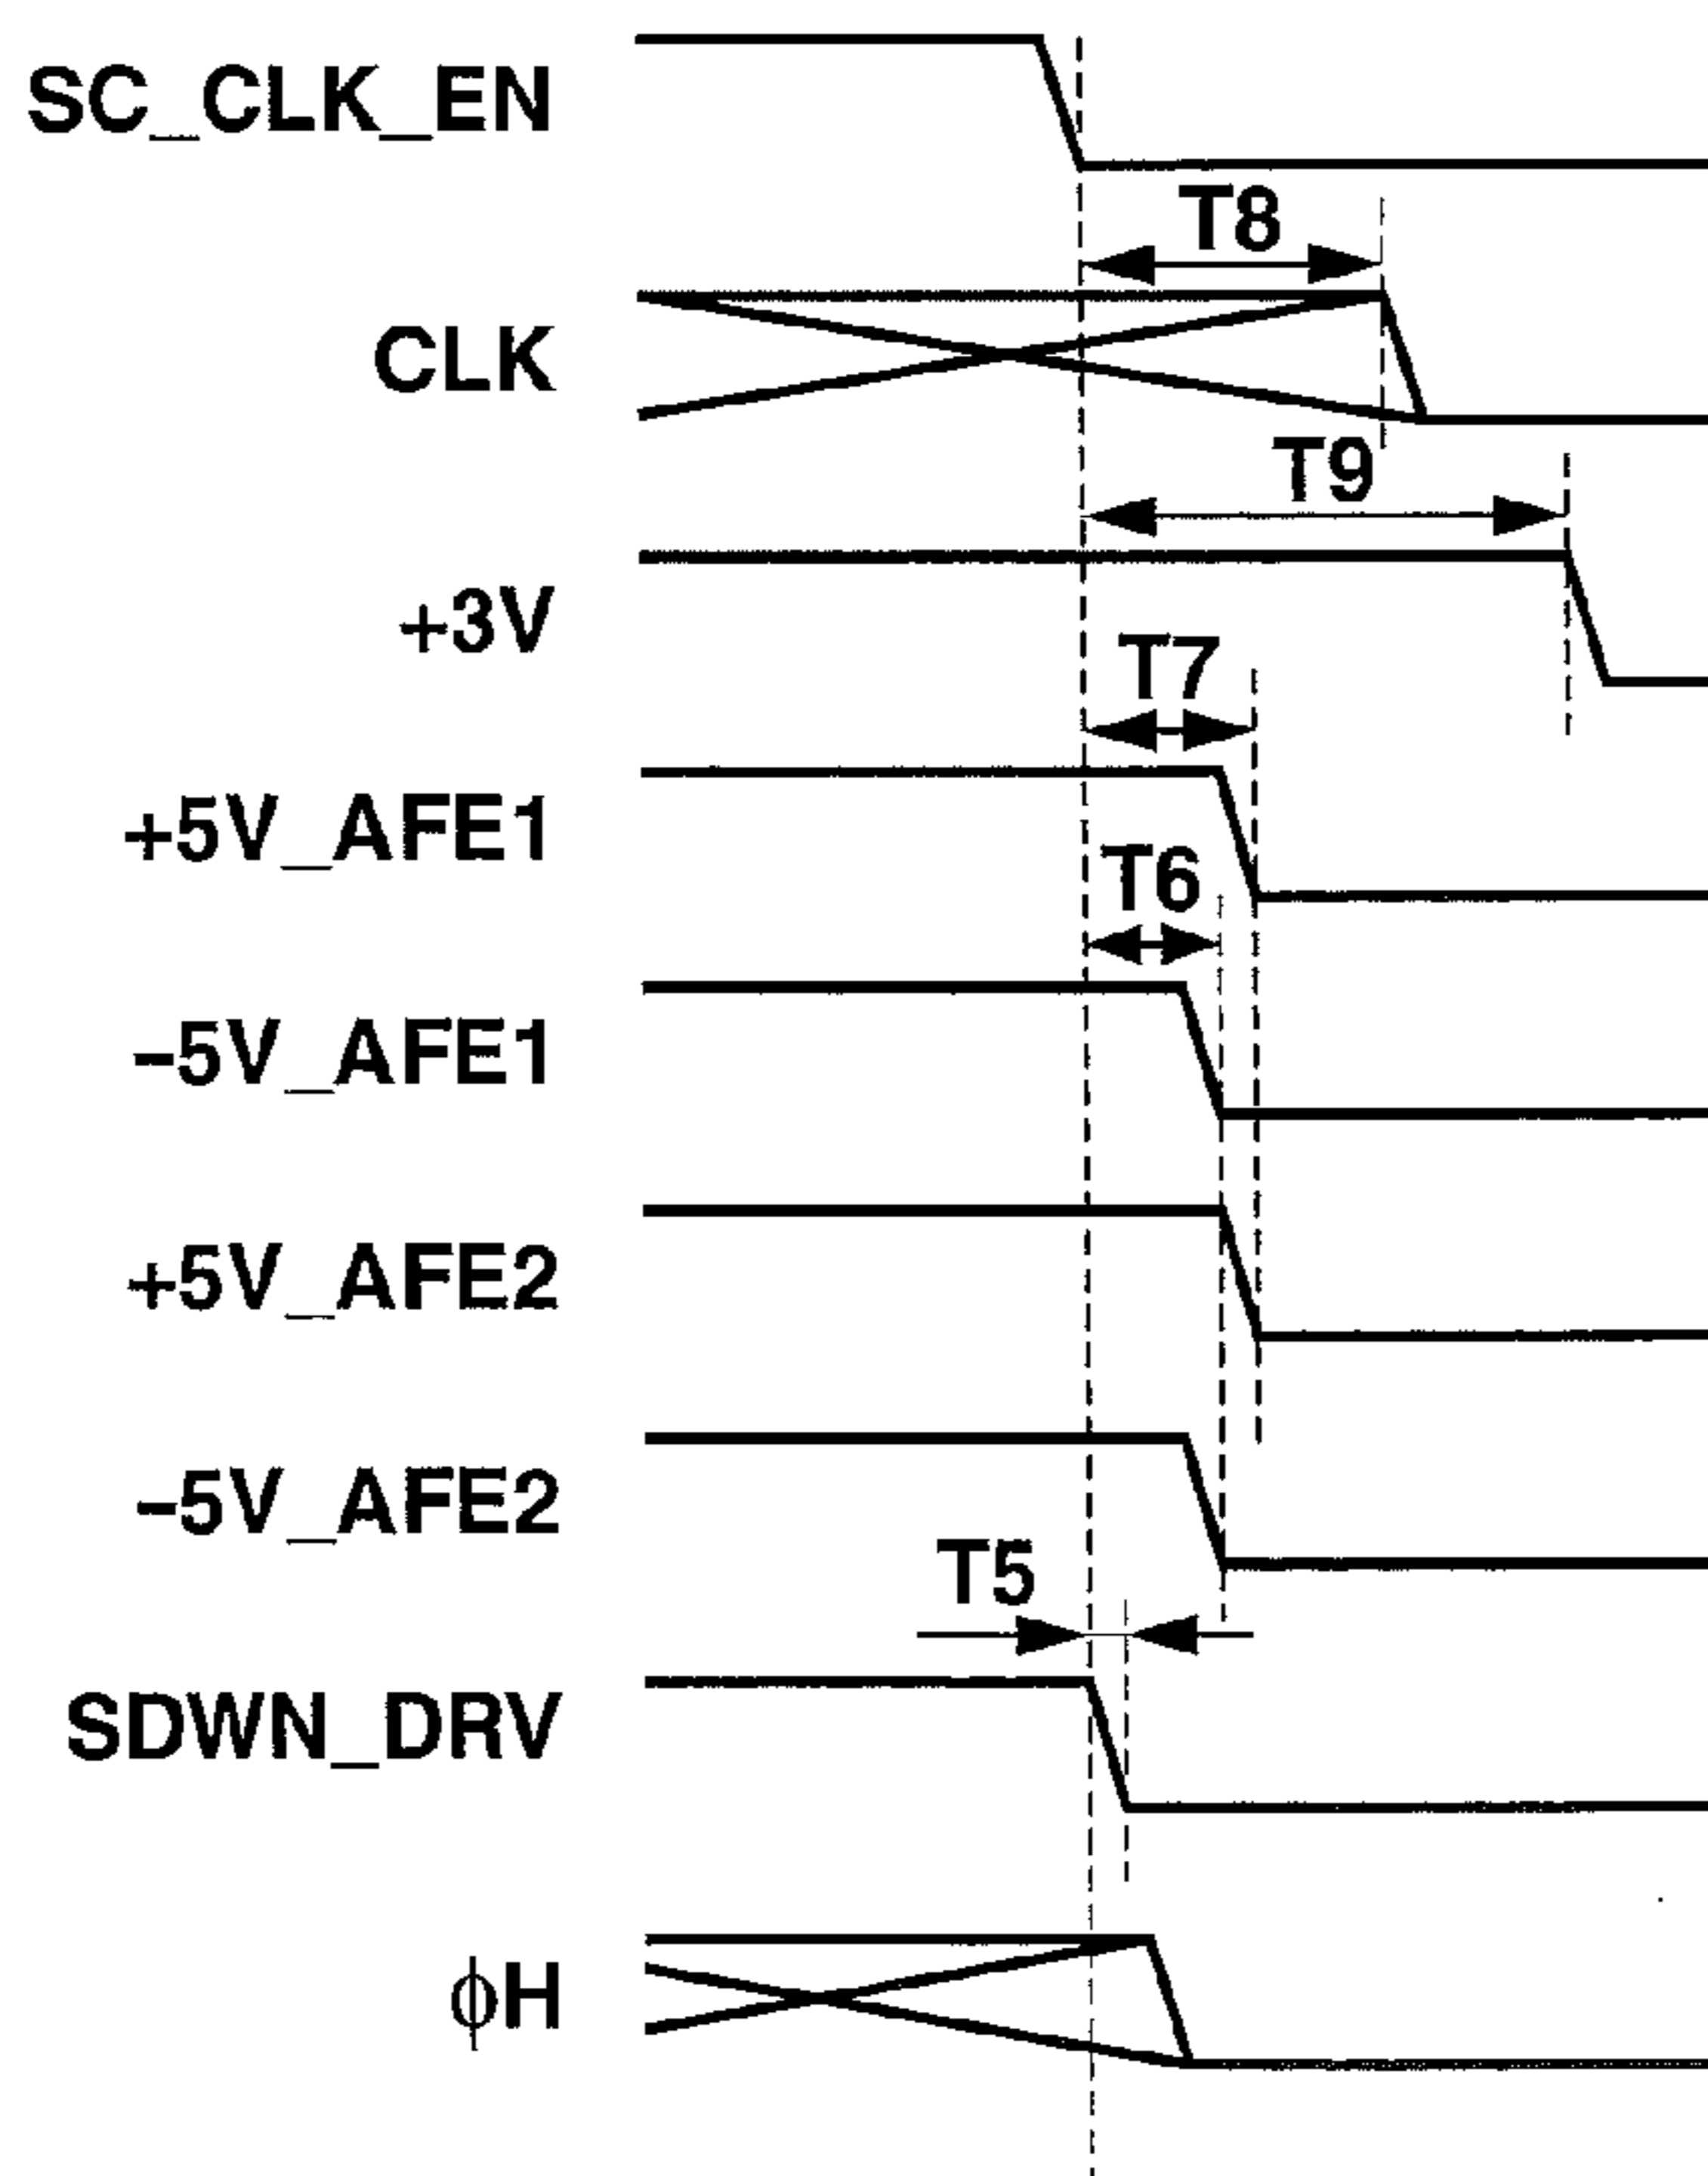 SC_CLK_EN
T8
CLK
T9
+3V
T7
+5V_AFE1
T6
−5V_AFE1
+5V_AFE2
−5V_AFE2
T5
SDWN_DRV
ϕH